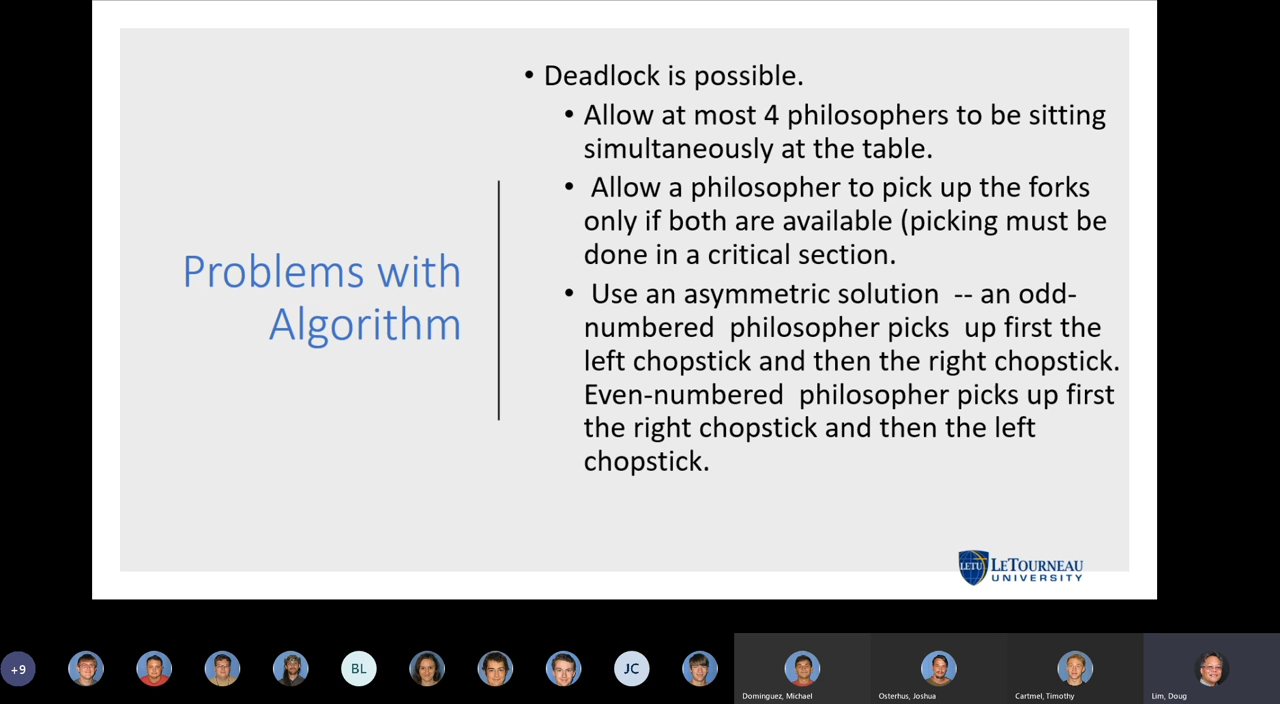 Problems with
Algorithm
• Deadlock is possible.
• Allow at most 4 philosophers to be sitting
simultaneously at the table.
• Allow a philosopher to pick up the forks
only if both are available (picking must be
done in a critical section.
• Use an asymmetric solution -- an odd-
numbered philosopher picks up first the
left chopstick and then the right chopstick.
Even-numbered philosopher picks up first
the right chopstick and then the left
chopstick.
LETU LETOURNEAU
UNIVERSITY
+9
BL
JC
Dominguez, Michael
Osterhus, Joshua
Cartmel, Timothy
Lim, Doug